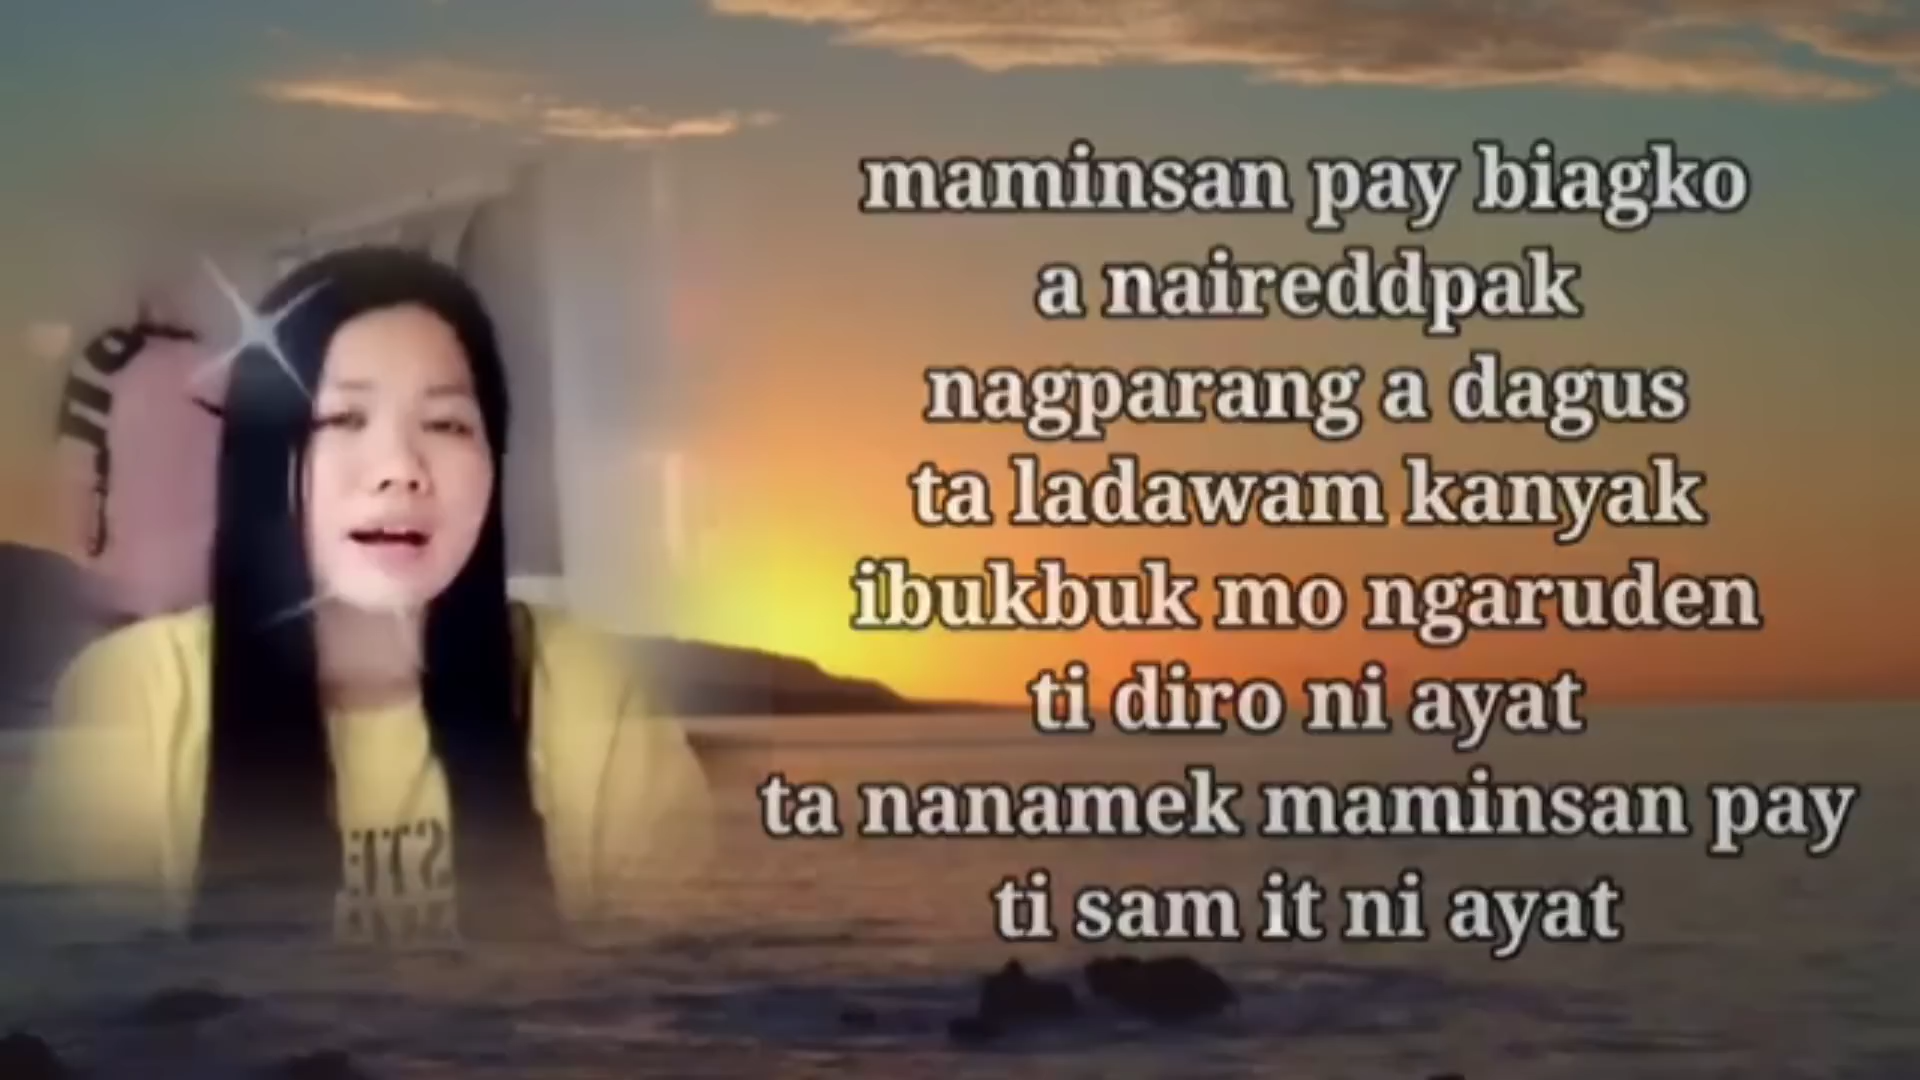 maminsan pay biagko
a naireddpak
nagparang a dagus
ta ladawam kanyak
ibukbuk mo ngaruden
ti diro ni ayat
ta nanamek maminsan pay
ti sam it ni ayat